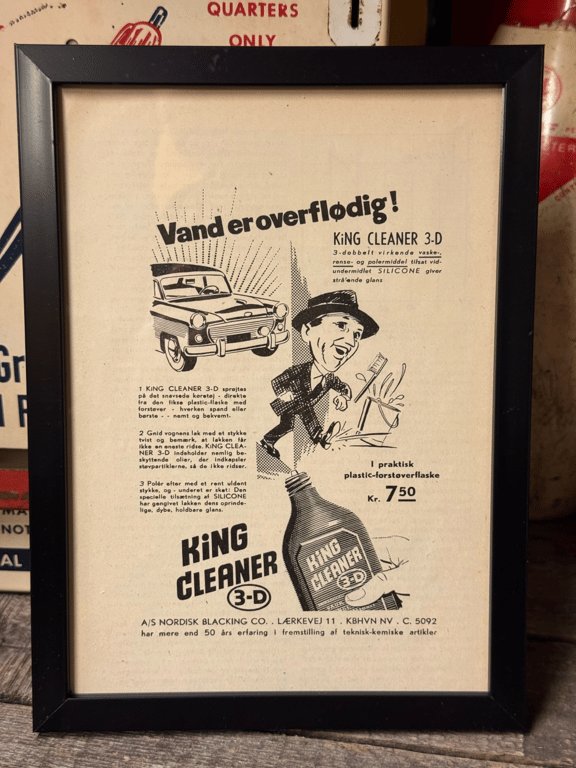 QUARTERS
ONLY
Vand er overflødig!
KiNG CLEANER 3-D
3-dobbelt virkende vaske-,
rense- og polermiddel tilsat vid-
undermidlet SILICONE giver
strålende glans
1 KiNG CLEANER 3-D sprøjtes
på det snavsede køretøj - direkte
fra den fikse plastic-flaske med
forstøver - hverken spand eller
børste - - nemt og bekvemt.
2 Gnid vognens lak med et stykke
tvist og bemærk, at lakken får
ikke en eneste ridse. KiNG CLEA-
NER 3-D indeholder nemlig be-
skyttende olier, der indkapsler
støvpartiklerne, så de ikke ridser.
3 Polér efter med et rent uldent
stykke, og - underet er sket: Den
specielle tilsætning af SILICONE
har gengivet lakken dens oprinde-
lige, dybe, holdbare glans.
I praktisk
plastic-forstøverflaske
Kr. 7 50
KiNG
CLEANER
3-D
KiNG
CLEANER
3-D
A/S NORDISK BLACKING CO. . LÆRKEVEJ 11 . KBHVN NV . C. 5092
har mere end 50 års erfaring i fremstilling af teknisk-kemiske artikler